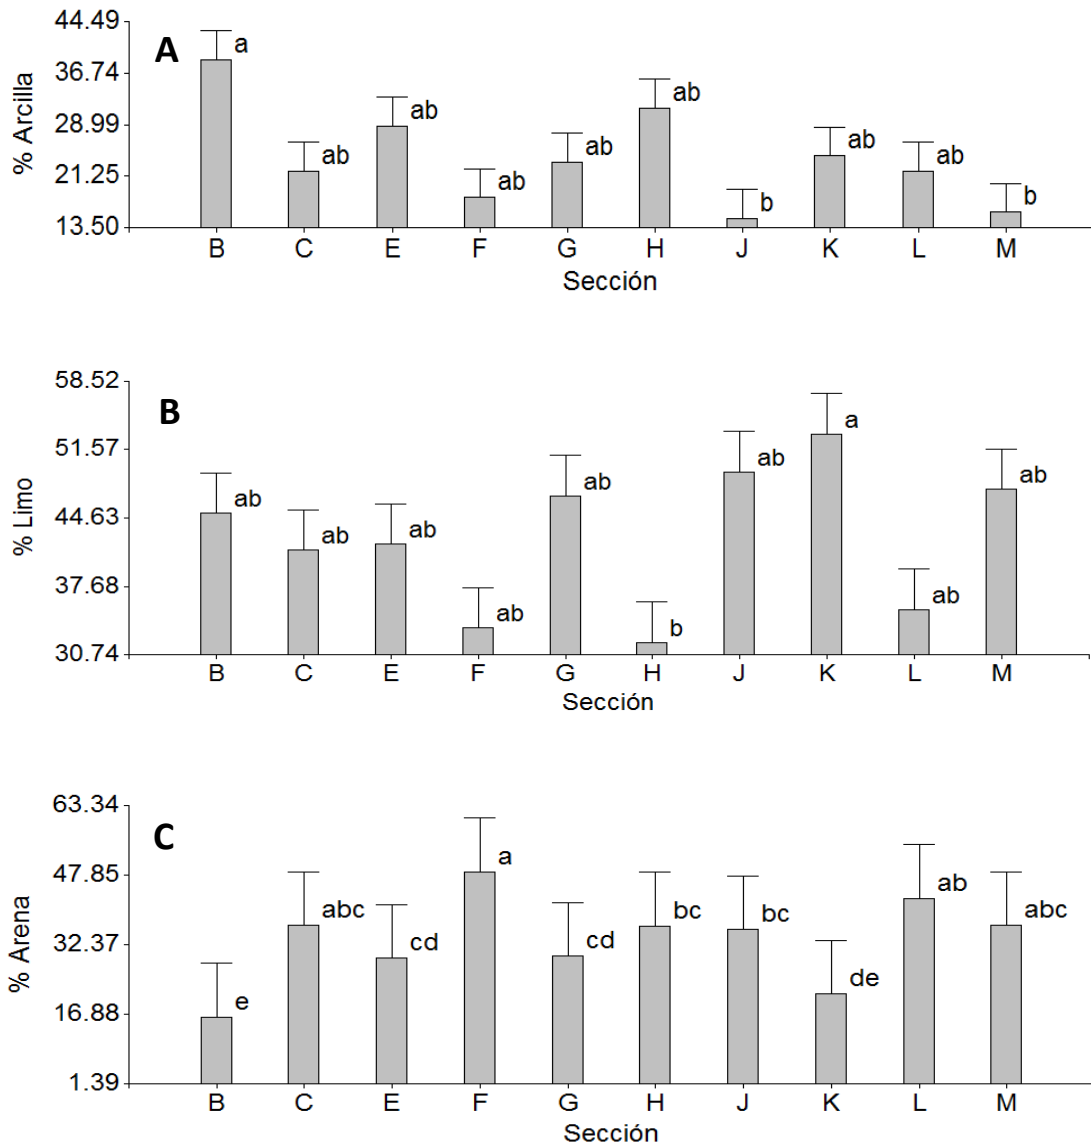 A
% Arcilla
44.49
36.74
28.99
21.25
13.50
a
ab
ab
ab
ab
ab
b
ab
ab
b
B C E F G H J K L M
Sección
B
% Limo
58.52
51.57
44.63
37.68
30.74
ab
ab
ab
ab
ab
b
ab
a
ab
ab
B C E F G H J K L M
Sección
C
% Arena
63.34
47.85
32.37
16.88
1.39
e
abc
cd
a
cd
bc
bc
de
ab
abc
B C E F G H J K L M
Sección